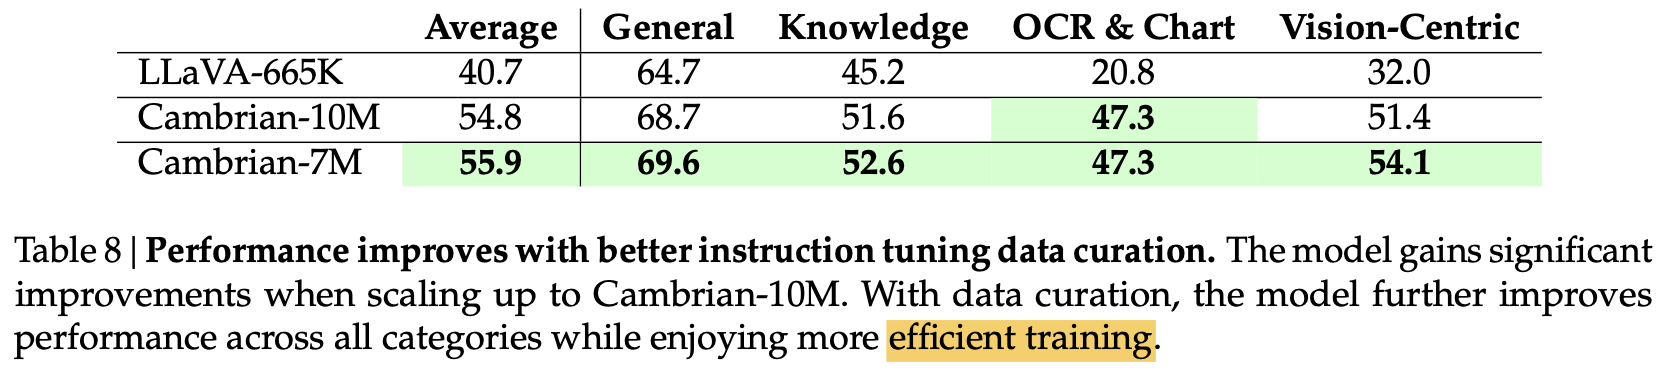 Average General Knowledge OCR & Chart Vision-Centric
LLaVA-665K 40.7 64.7 45.2 20.8 32.0
Cambrian-10M 54.8 68.7 51.6 47.3 51.4
Cambrian-7M 55.9 69.6 52.6 47.3 54.1
Table 8 | Performance improves with better instruction tuning data curation. The model gains significant
improvements when scaling up to Cambrian-10M. With data curation, the model further improves
performance across all categories while enjoying more efficient training.